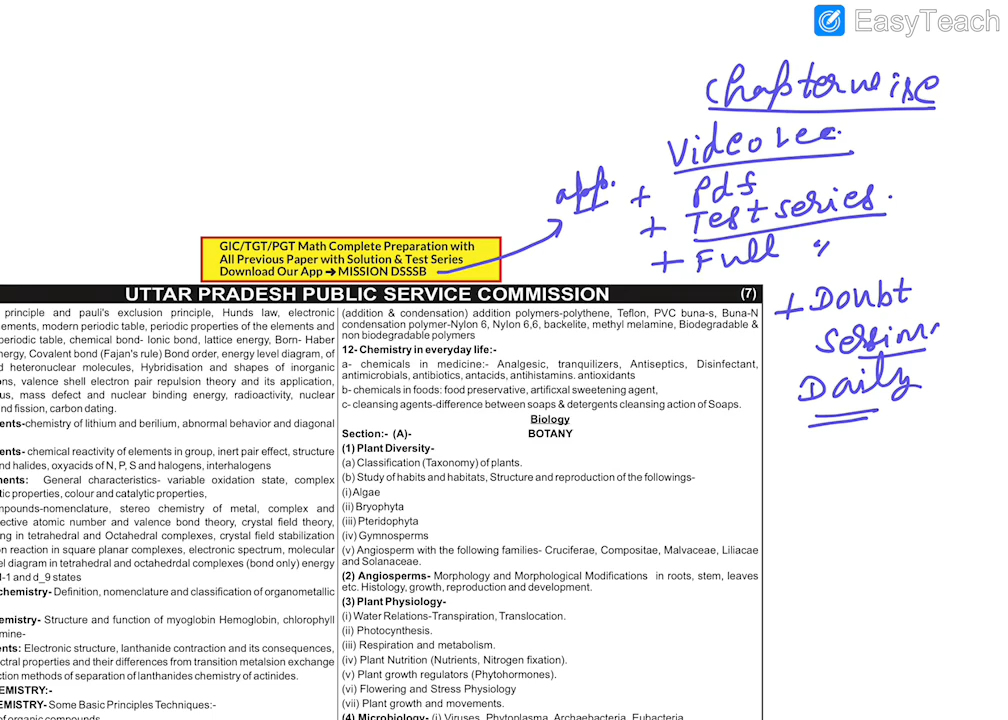 EasyTeach
Chapterwise
Video lec.
app. + Pdf
+ Test series.
+ Full "
+ Doubt
Session
Daily
GIC/TGT/PGT Math Complete Preparation with
All Previous Paper with Solution & Test Series
Download Our App → MISSION DSSSB
UTTAR PRADESH PUBLIC SERVICE COMMISSION (7)
principle and pauli's exclusion principle, Hunds law, electronic
ements, modern periodic table, periodic properties of the elements and
periodic table, chemical bond- Ionic bond, lattice energy, Born- Haber
nergy, Covalent bond (Fajan's rule) Bond order, energy level diagram, of
d heteronuclear molecules, Hybridisation and shapes of inorganic
ons, valence shell electron pair repulsion theory and its application,
us, mass defect and nuclear binding energy, radioactivity, nuclear
nd fission, carbon dating.
ents-chemistry of lithium and berilium, abnormal behavior and diagonal
ents- chemical reactivity of elements in group, inert pair effect, structure
nd halides, oxyacids of N, P, S and halogens, interhalogens
ments: General characteristics- variable oxidation state, complex
tic properties, colour and catalytic properties,
mpounds-nomenclature, stereo chemistry of metal, complex and
fective atomic number and valence bond theory, crystal field theory,
ng in tetrahedral and Octahedral complexes, crystal field stabilization
on reaction in square planar complexes, electronic spectrum, molecular
el diagram in tetrahedral and octahedrdal complexes (bond only) energy
l-1 and d_9 states
chemistry- Definition, nomenclature and classification of organometallic
emistry- Structure and function of myoglobin Hemoglobin, chlorophyll
mine-
ents: Electronic structure, lanthanide contraction and its consequences,
ectral properties and their differences from transition metalsion exchange
ction methods of separation of lanthanides chemistry of actinides.
EMISTRY:-
EMISTRY- Some Basic Principles Techniques:-
of organic compounds
(addition & condensation) addition polymers-polythene, Teflon, PVC buna-s, Buna-N
condensation polymer-Nylon 6, Nylon 6,6, backelite, methyl melamine, Biodegradable &
non biodegradable polymers
12- Chemistry in everyday life:-
a- chemicals in medicine:- Analgesic, tranquilizers, Antiseptics, Disinfectant,
antimicrobials, antibiotics, antacids, antihistamins. antioxidants
b- chemicals in foods: food preservative, artificxal sweetening agent,
c- cleansing agents-difference between soaps & detergents cleansing action of Soaps.
Biology
Section:- (A)- BOTANY
(1) Plant Diversity-
(a) Classification (Taxonomy) of plants.
(b) Study of habits and habitats, Structure and reproduction of the followings-
(i) Algae
(ii) Bryophyta
(iii) Pteridophyta
(iv) Gymnosperms
(v) Angiosperm with the following families- Cruciferae, Compositae, Malvaceae, Liliacee
and Solanaceae.
(2) Angiosperms- Morphology and Morphological Modifications in roots, stem, leaves
etc. Histology, growth, reproduction and development.
(3) Plant Physiology-
(i) Water Relations-Transpiration, Translocation.
(ii) Photocynthesis.
(iii) Respiration and metabolism.
(iv) Plant Nutrition (Nutrients, Nitrogen fixation).
(v) Plant growth regulators (Phytohormones).
(vi) Flowering and Stress Physiology
(vii) Plant growth and movements.
(4) Microbiology- (i) Viruses, Phytoplasma, Archaebacteria, Eubacteria